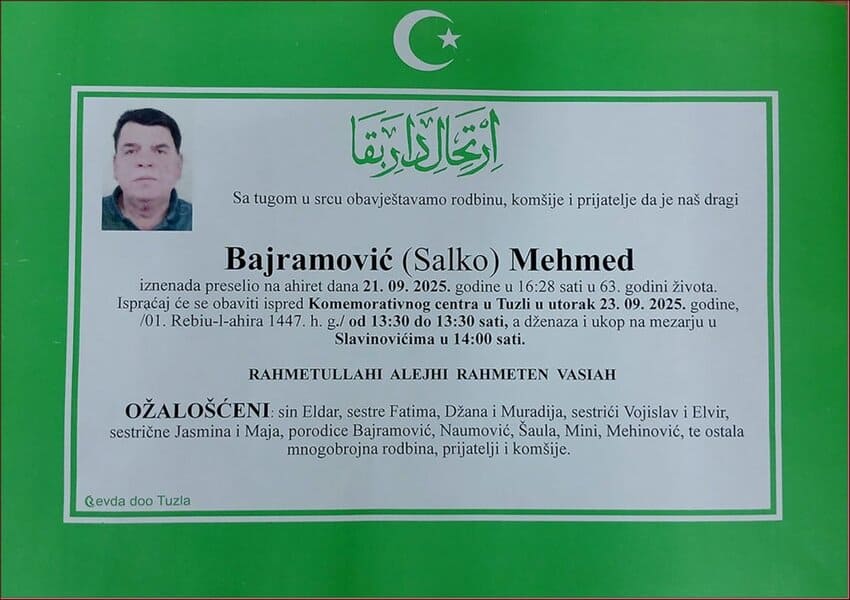 اِرْتِحَالِ دَارِ بَقَا
Sa tugom u srcu obavještavamo rodbinu, komšije i prijatelje da je naš dragi
Bajramović (Salko) Mehmed
iznenada preselio na ahiret dana 21. 09. 2025. godine u 16:28 sati u 63. godini života.
Ispraćaj će se obaviti ispred Komemorativnog centra u Tuzli u utorak 23. 09. 2025. godine,
/01. Rebiu-l-ahira 1447. h. g./ od 13:30 do 13:30 sati, a dženaza i ukop na mezarju u
Slavinovićima u 14:00 sati.
RAHMETULLAHI ALEJHI RAHMETEN VASIAH
OŽALOŠĆENI: sin Eldar, sestre Fatima, Džana i Muradija, sestrići Vojislav i Elvir,
sestrične Jasmina i Maja, porodice Bajramović, Naumović, Šaula, Mini, Mehinović, te ostala
mnogobrojna rodbina, prijatelji i komšije.
Revda doo Tuzla